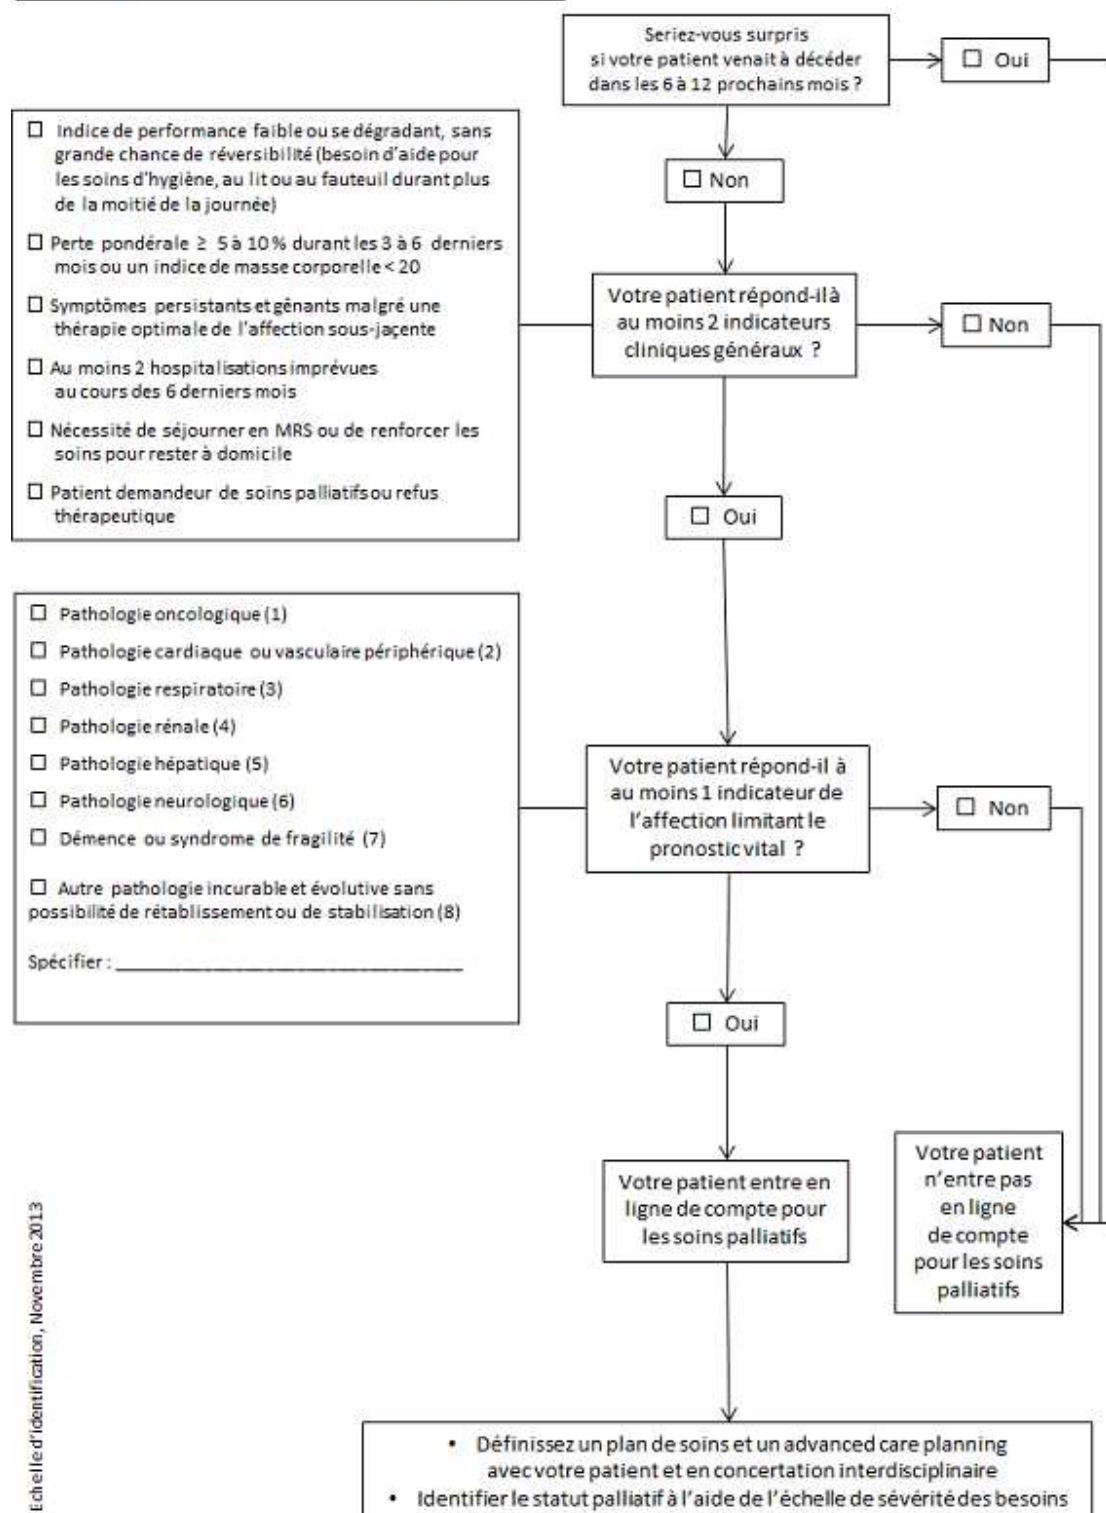 Seriez-vous surpris
si votre patient venait à décéder
dans les 6 à 12 prochains mois ?
☐ Oui
☐ Non
☐ Indice de performance faible ou se dégradant, sans
grande chance de réversibilité (besoin d'aide pour
les soins d'hygiène, au lit ou au fauteuil durant plus
de la moitié de la journée)
☐ Perte pondérale ≥ 5 à 10 % durant les 3 à 6 derniers
mois ou un indice de masse corporelle < 20
☐ Symptômes persistants et gênants malgré une
thérapie optimale de l'affection sous-jaçente
☐ Au moins 2 hospitalisations imprévues
au cours des 6 derniers mois
☐ Nécessité de séjourner en MRS ou de renforcer les
soins pour rester à domicile
☐ Patient demandeur de soins palliatifs ou refus
thérapeutique
Votre patient répond-il à
au moins 2 indicateurs
cliniques généraux ?
☐ Non
☐ Oui
☐ Pathologie oncologique (1)
☐ Pathologie cardiaque ou vasculaire périphérique (2)
☐ Pathologie respiratoire (3)
☐ Pathologie rénale (4)
☐ Pathologie hépatique (5)
☐ Pathologie neurologique (6)
☐ Démence ou syndrome de fragilité (7)
☐ Autre pathologie incurable et évolutive sans
possibilité de rétablissement ou de stabilisation (8)
Spécifier : ________________________________
Votre patient répond-il à
au moins 1 indicateur de
l'affection limitant le
pronostic vital ?
☐ Non
☐ Oui
Votre patient entre en
ligne de compte pour
les soins palliatifs
Votre patient
n'entre pas
en ligne
de compte
pour les soins
palliatifs
Echelle d'identification, Novembre 2013
• Définissez un plan de soins et un advanced care planning
avec votre patient et en concertation interdisciplinaire
• Identifier le statut palliatif à l'aide de l'échelle de sévérité des besoins